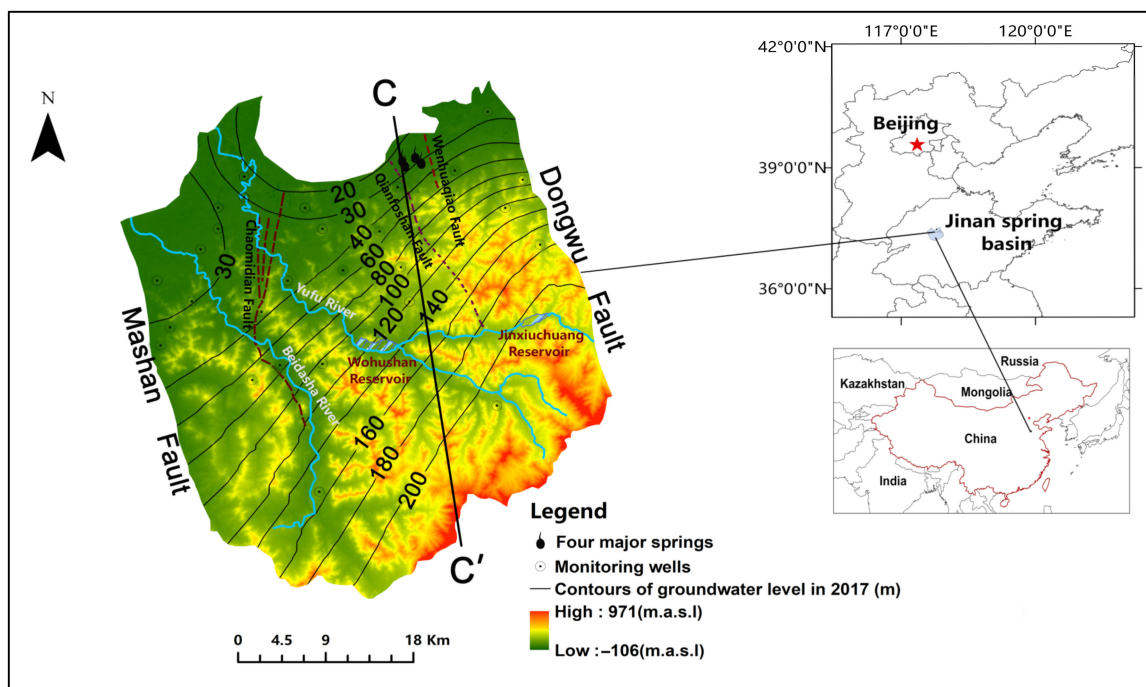 N
C
20
30
40
60
80
100
120
140
30
160
180
200
Wenhuaqiao Fault
Qianfoshan Fault
Chaomidian Fault
Yufu River
Beidasha River
Wohushan
Reservoir
Jinxiuchuang
Reservoir
Dongwu
Fault
Mashan
Fault
C'
0 4.5 9 18 Km
Legend
Four major springs
Monitoring wells
Contours of groundwater level in 2017 (m)
High : 971(m.a.s.l)
Low : –106(m.a.s.l)
117°0'0"E 120°0'0"E
42°0'0"N
39°0'0"N
36°0'0"N
Beijing
Jinan spring
basin
Russia
Kazakhstan
Mongolia
China
India